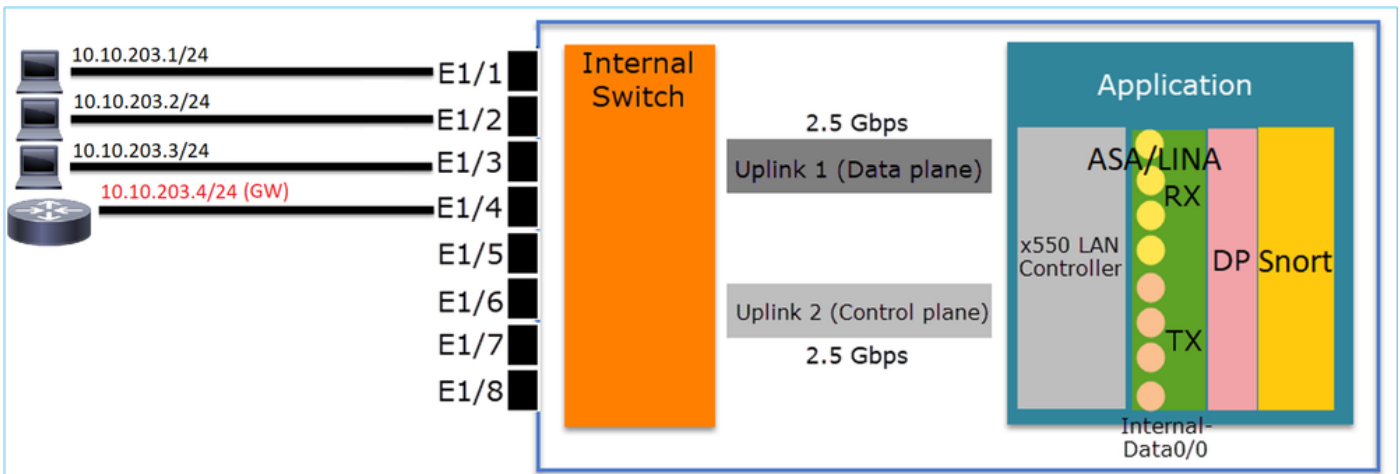 10.10.203.1/24
E1/1
10.10.203.2/24
E1/2
10.10.203.3/24
E1/3
10.10.203.4/24 (GW)
E1/4
E1/5
E1/6
E1/7
E1/8
Internal
Switch
2.5 Gbps
Uplink 1 (Data plane)
Uplink 2 (Control plane)
2.5 Gbps
Application
x550 LAN
Controller
ASA/LINA
RX
TX
DP
Snort
Internal-
Data0/0